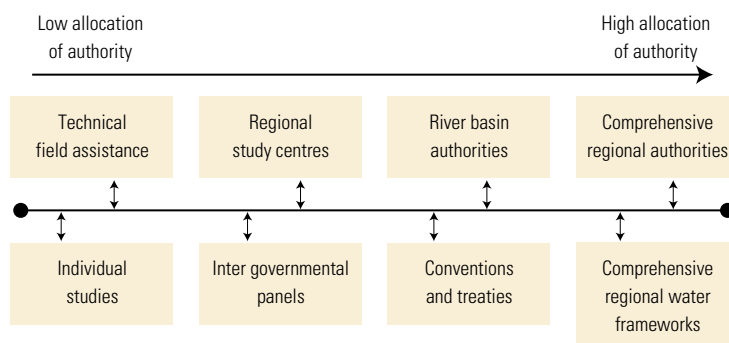 Low allocation
of authority
High allocation
of authority
Technical
field assistance
Regional
study centres
River basin
authorities
Comprehensive
regional authorities
Individual
studies
Inter governmental
panels
Conventions
and treaties
Comprehensive
regional water
frameworks